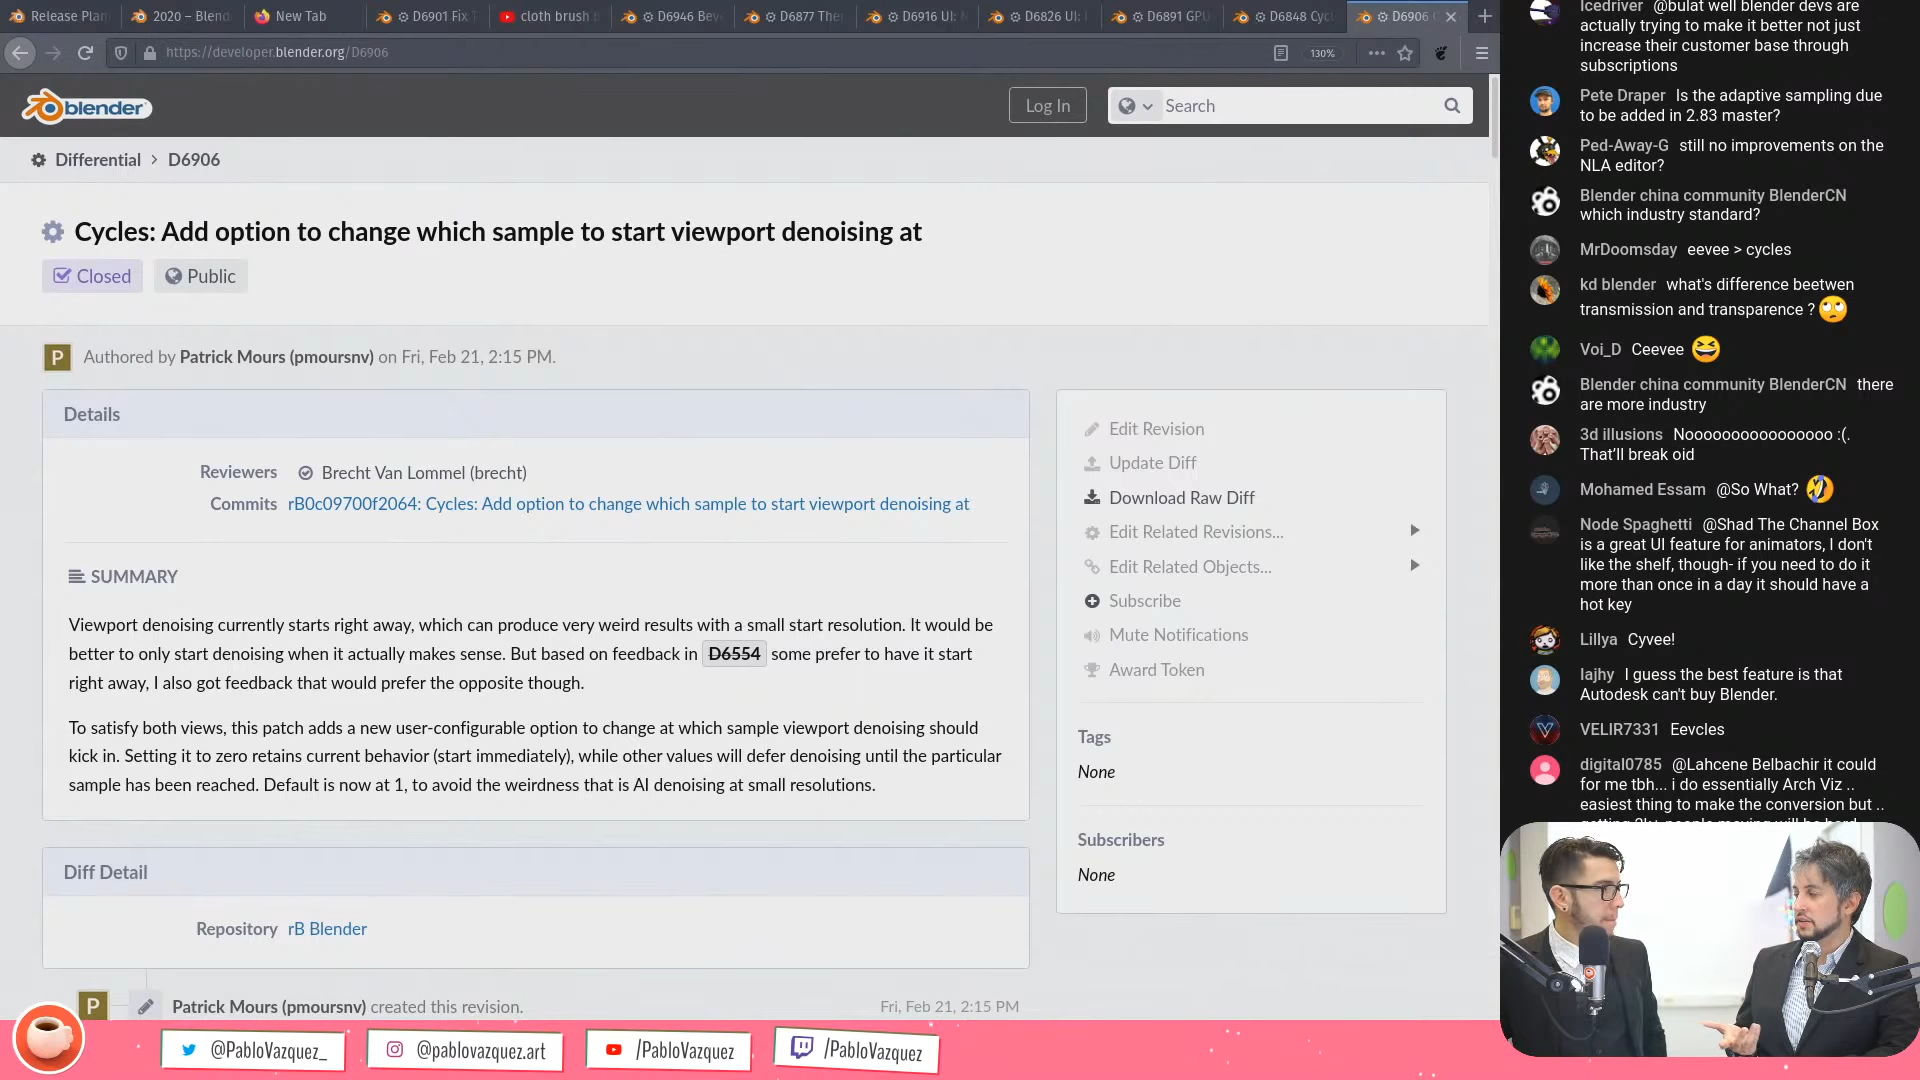 Release Plan
2020 – Blend
New Tab
D6901 Fix T
cloth brush
D6946 Bev
D6877 The
D6916 UI:
D6826 UI:
D6891 GPU
D6848 Cyc
D6906
https://developer.blender.org/D6906
130%
blender
Log In
Search
Differential > D6906
Cycles: Add option to change which sample to start viewport denoising at
Closed
Public
P
Authored by Patrick Mours (pmoursnv) on Fri, Feb 21, 2:15 PM.
Details
Reviewers Brecht Van Lommel (brecht)
Commits rB0c09700f2064: Cycles: Add option to change which sample to start viewport denoising at
SUMMARY
Viewport denoising currently starts right away, which can produce very weird results with a small start resolution. It would be
better to only start denoising when it actually makes sense. But based on feedback in D6554 some prefer to have it start
right away, I also got feedback that would prefer the opposite though.
To satisfy both views, this patch adds a new user-configurable option to change at which sample viewport denoising should
kick in. Setting it to zero retains current behavior (start immediately), while other values will defer denoising until the particular
sample has been reached. Default is now at 1, to avoid the weirdness that is AI denoising at small resolutions.
Diff Detail
Repository rB Blender
P
Patrick Mours (pmoursnv) created this revision.
Fri, Feb 21, 2:15 PM
Edit Revision
Update Diff
Download Raw Diff
Edit Related Revisions...
Edit Related Objects...
Subscribe
Mute Notifications
Award Token
Tags
None
Subscribers
None
Icedriver @bulat well blender devs are
actually trying to make it better not just
increase their customer base through
subscriptions
Pete Draper Is the adaptive sampling due
to be added in 2.83 master?
Ped-Away-G still no improvements on the
NLA editor?
Blender china community BlenderCN
which industry standard?
MrDoomsday eevee > cycles
kd blender what's difference beetwen
transmission and transparence ?
Voi_D Ceevee
Blender china community BlenderCN there
are more industry
3d illusions Nooooooooooooooo :(.
That'll break oid
Mohamed Essam @So What?
Node Spaghetti @Shad The Channel Box
is a great UI feature for animators, I don't
like the shelf, though- if you need to do it
more than once in a day it should have a
hot key
Lillya Cyvee!
lajhy I guess the best feature is that
Autodesk can't buy Blender.
VELIR7331 Eevcles
digital0785 @Lahcene Belbachir it could
for me tbh... i do essentially Arch Viz ..
easiest thing to make the conversion but ..
@PabloVazquez_
@pablovazquez.art
/PabloVazquez
/PabloVazquez